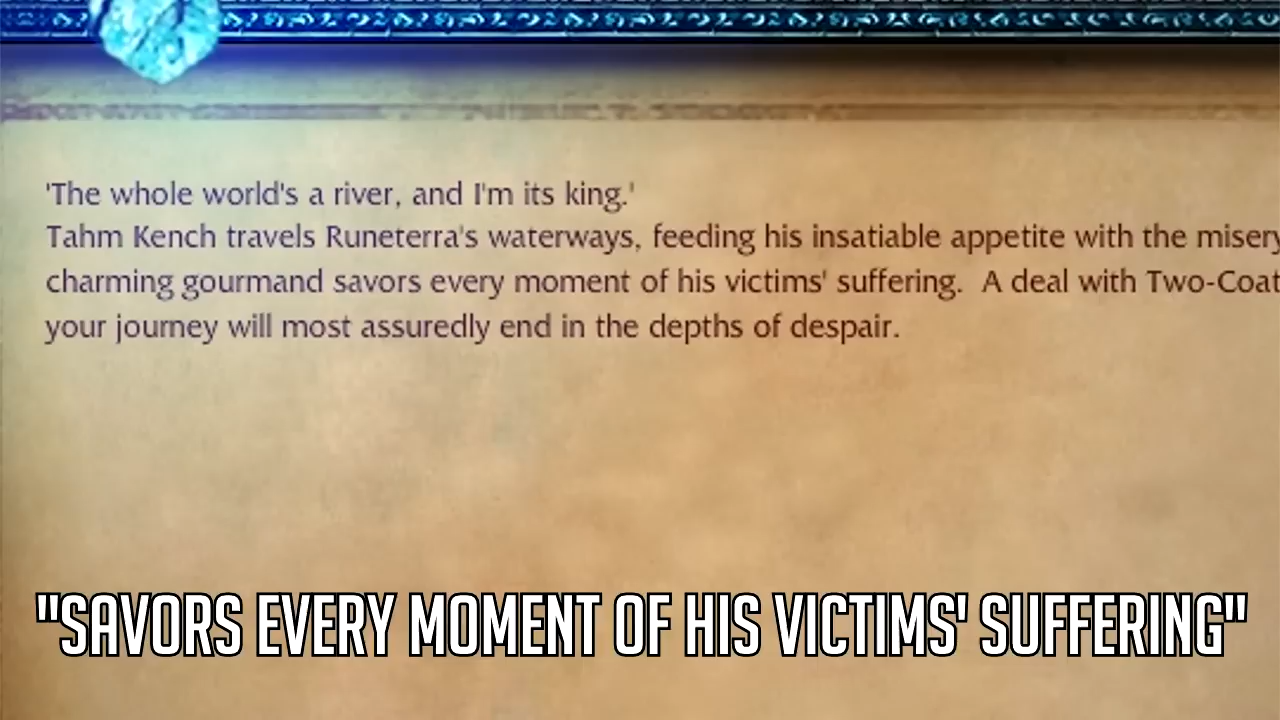 'The whole world's a river, and I'm its king.'
Tahm Kench travels Runeterra's waterways, feeding his insatiable appetite with the misery
charming gourmand savors every moment of his victims' suffering.  A deal with Two-Coat
your journey will most assuredly end in the depths of despair.
"SAVORS EVERY MOMENT OF HIS VICTIMS' SUFFERING"